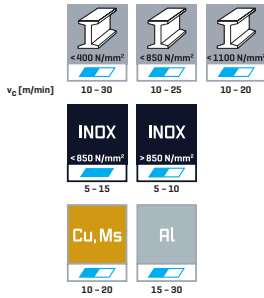 <400 N/mm² <850 N/mm² <1100 N/mm²
v_c [m/min] 10 – 30 10 – 25 10 – 20
INOX INOX
<850 N/mm² >850 N/mm²
5 – 15 5 – 10
Cu, Ms Al
10 – 20 15 – 30